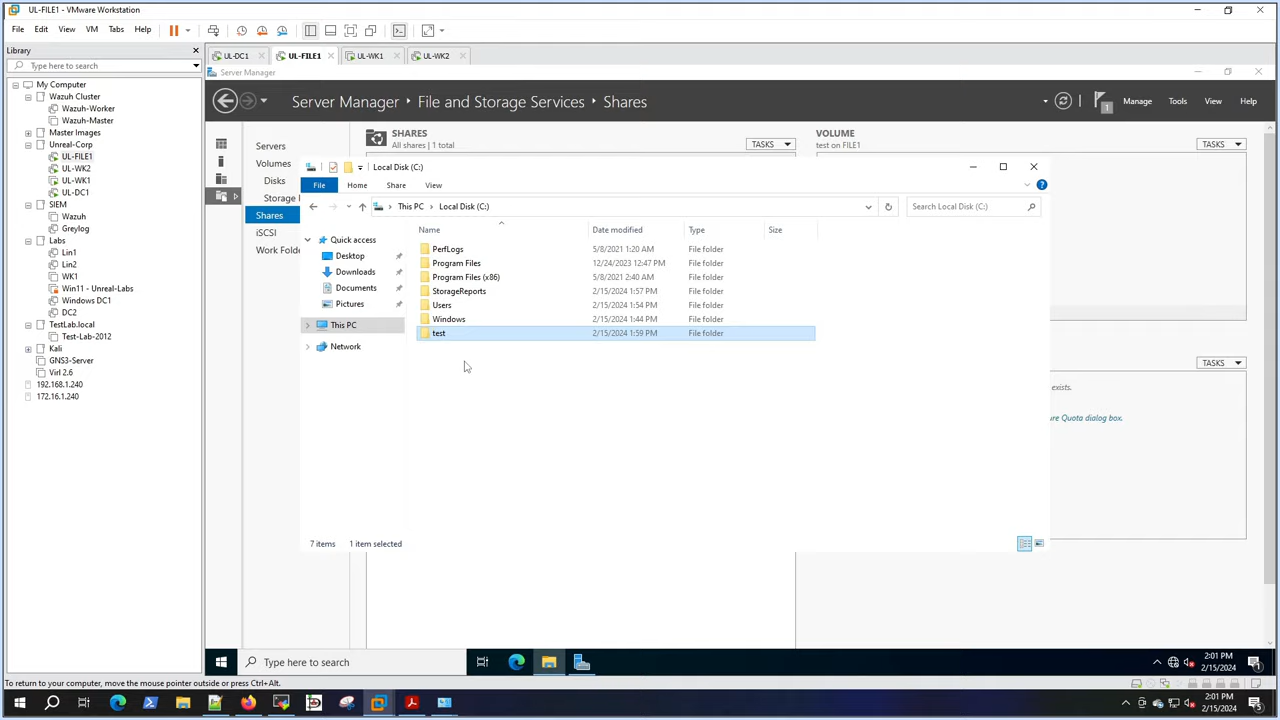 UL-FILE1 - VMware Workstation
File Edit View VM Tabs Help
Library
Type here to search
My Computer
Wazuh Cluster
Wazuh-Worker
Wazuh-Master
Master Images
Unreal-Corp
UL-FILE1
UL-WK2
UL-WK1
UL-DC1
SIEM
Wazuh
Greylog
Labs
Lin1
Lin2
WK1
Win11 - Unreal-Labs
Windows DC1
DC2
TestLab.local
Test-Lab-2012
Kali
GNS3-Server
Virl 2.6
192.168.1.240
172.16.1.240
UL-DC1 UL-FILE1 UL-WK1 UL-WK2
Server Manager
Server Manager File and Storage Services Shares
1 Manage Tools View Help
Servers
Volumes
Disks
Storage
Shares
iSCSI
Work Folde
SHARES
All shares | 1 total
TASKS
VOLUME
test on FILE1
TASKS
Local Disk (C:)
File Home Share View
This PC Local Disk (C:)
Search Local Disk (C:)
Quick access
Desktop
Downloads
Documents
Pictures
This PC
Network
Name Date modified Type Size
PerfLogs 5/8/2021 1:20 AM File folder
Program Files 12/24/2023 12:47 PM File folder
Program Files (x86) 5/8/2021 2:40 AM File folder
StorageReports 2/15/2024 1:57 PM File folder
Users 2/15/2024 1:54 PM File folder
Windows 2/15/2024 1:44 PM File folder
test 2/15/2024 1:59 PM File folder
TASKS
exists.
ure Quota dialog box.
7 items 1 item selected
Type here to search
2:01 PM
2/15/2024
1
To return to your computer, move the mouse pointer outside or press Ctrl+Alt.
2:01 PM
2/15/2024